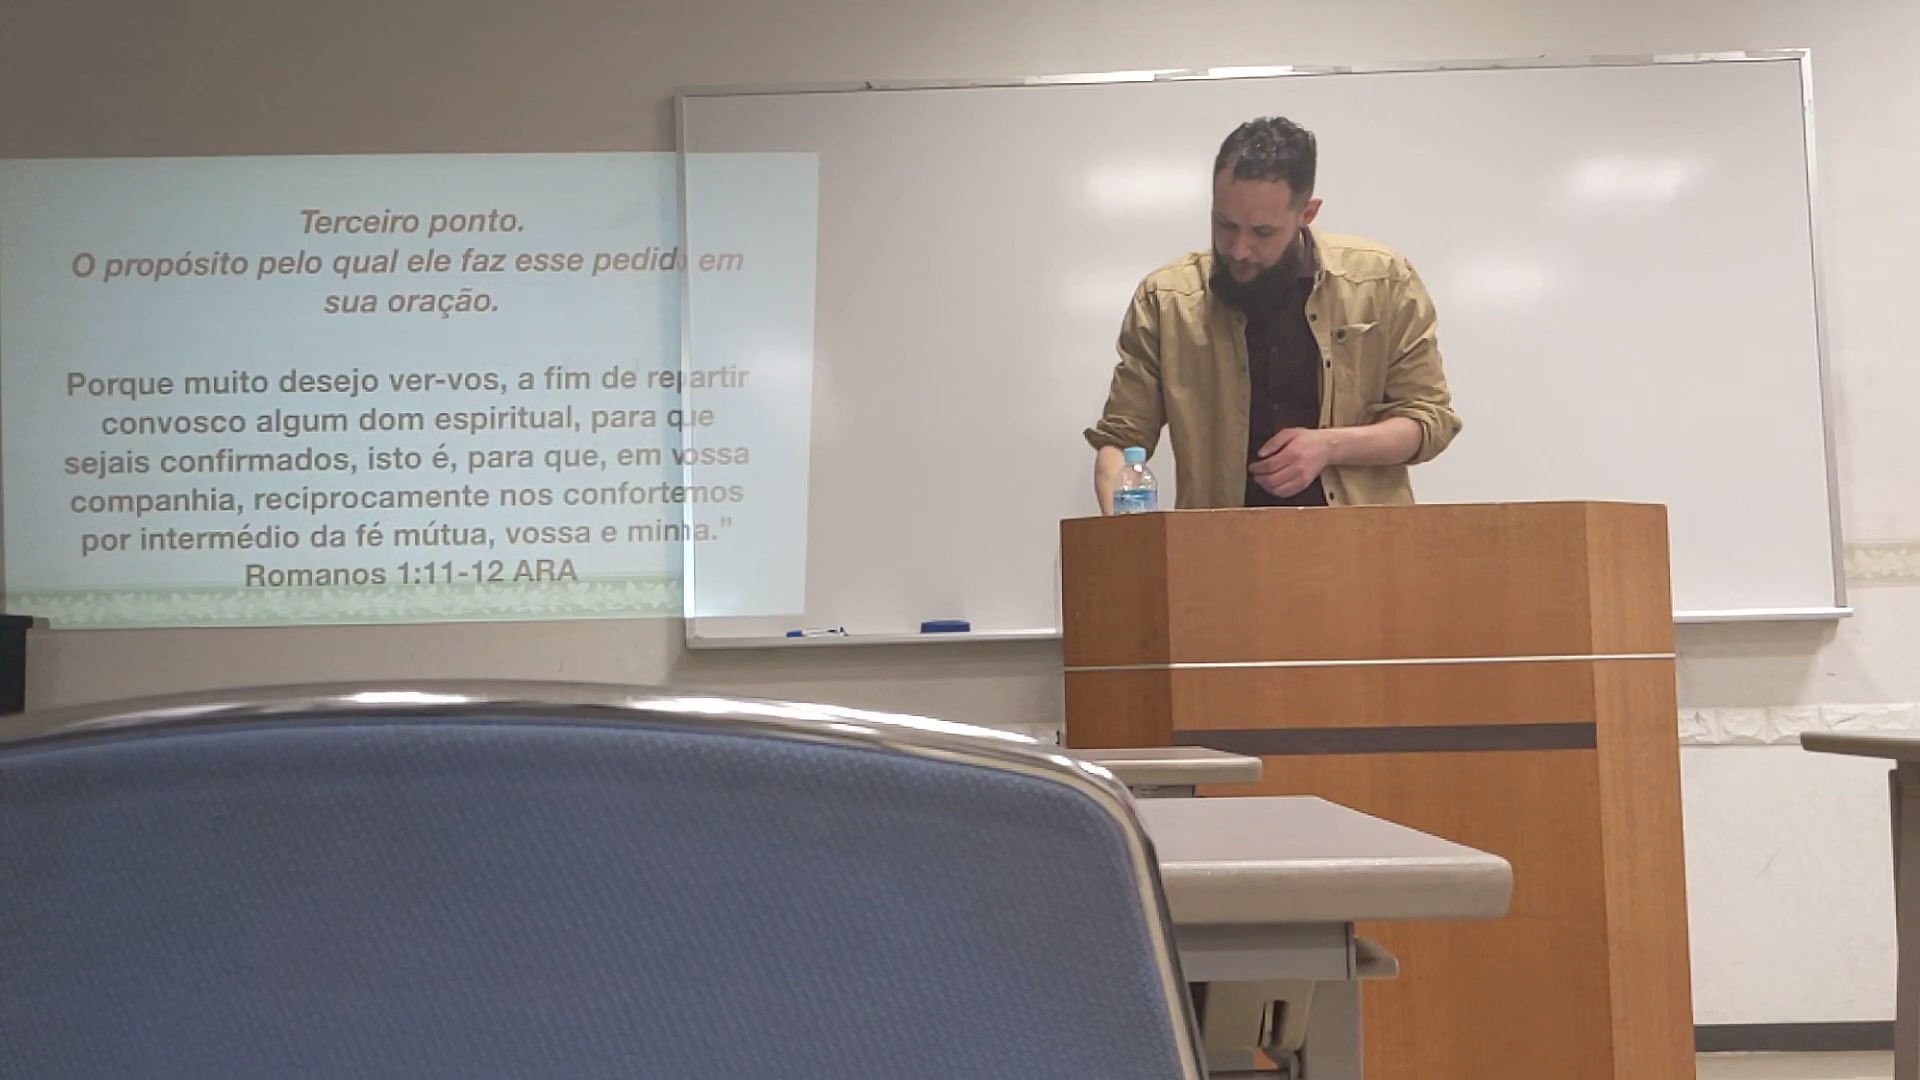 Terceiro ponto.
O propósito pelo qual ele faz esse pedido em
sua oração.
Porque muito desejo ver-vos, a fim de repartir
convosco algum dom espiritual, para que
sejais confirmados, isto é, para que, em vossa
companhia, reciprocamente nos confortemos
por intermédio da fé mútua, vossa e minha.”
Romanos 1:11-12 ARA